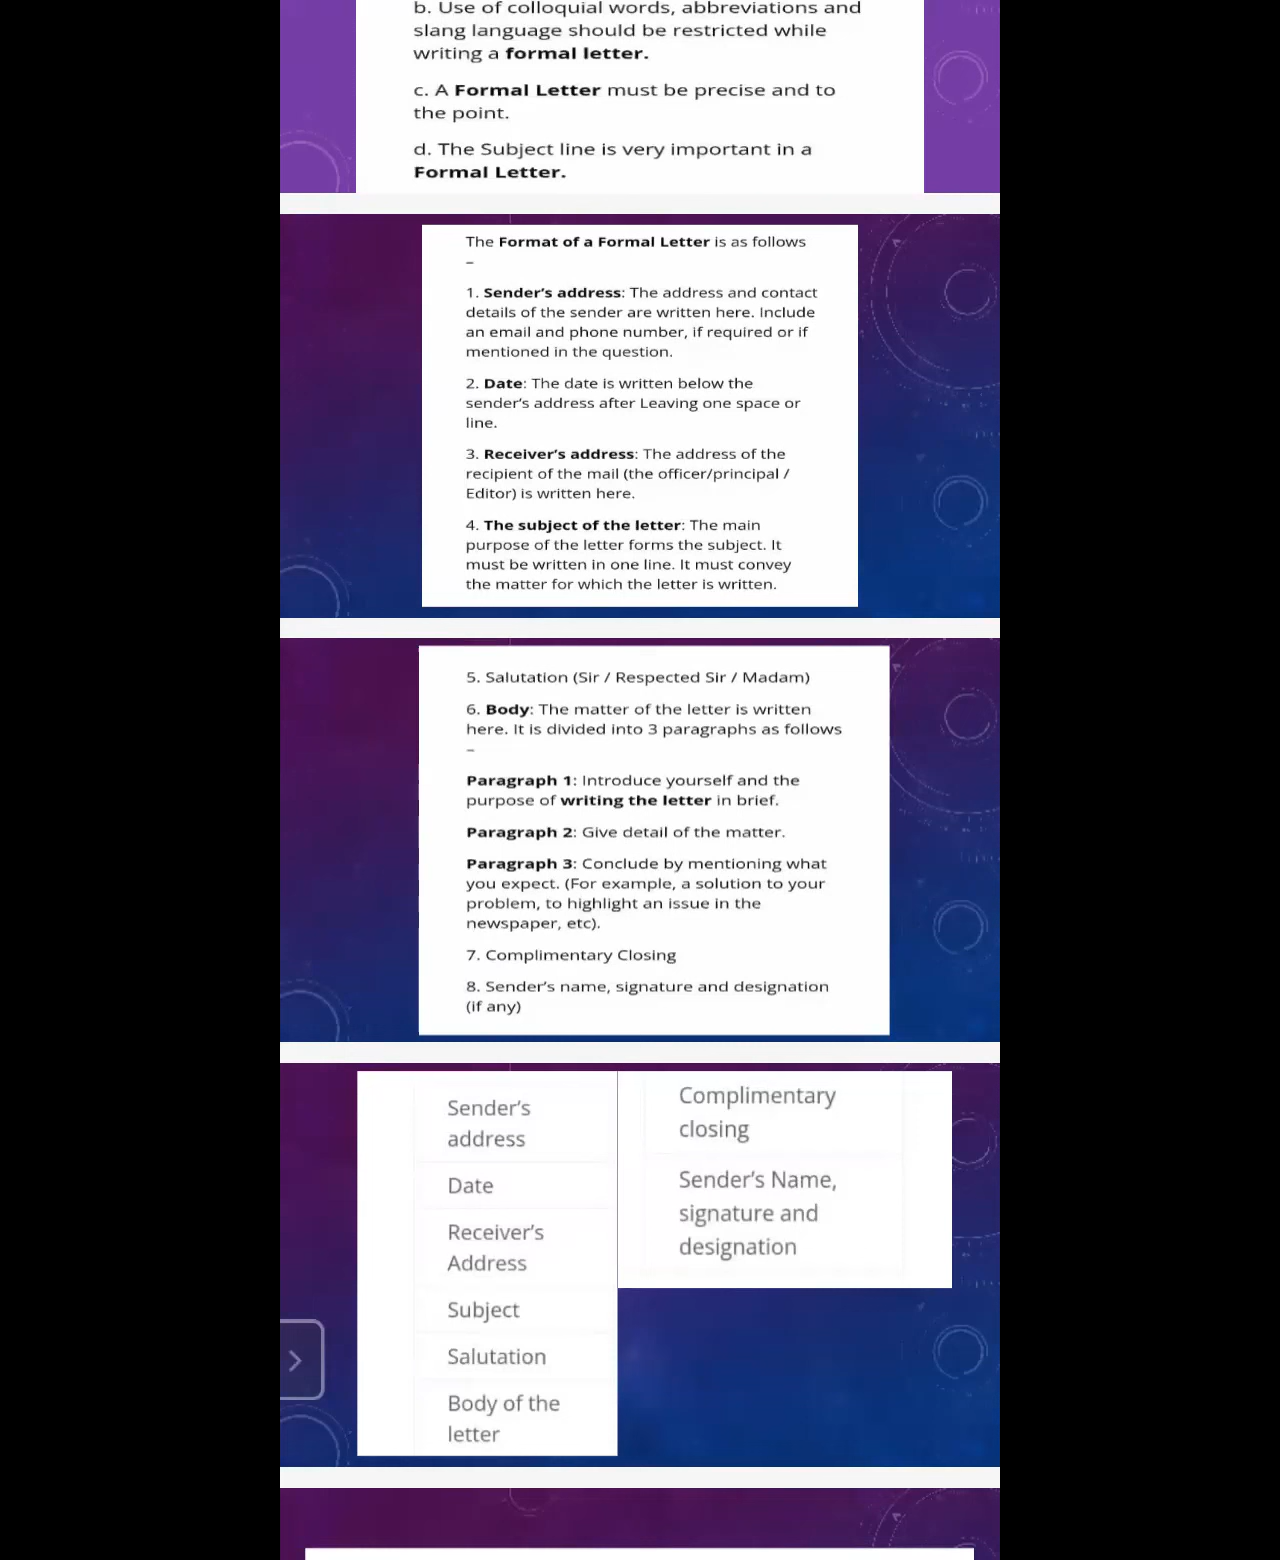 b. Use of colloquial words, abbreviations and
slang language should be restricted while
writing a formal letter.
c. A Formal Letter must be precise and to
the point.
d. The Subject line is very important in a
Formal Letter.
The Format of a Formal Letter is as follows
–
1. Sender’s address: The address and contact
details of the sender are written here. Include
an email and phone number, if required or if
mentioned in the question.
2. Date: The date is written below the
sender’s address after Leaving one space or
line.
3. Receiver’s address: The address of the
recipient of the mail (the officer/principal /
Editor) is written here.
4. The subject of the letter: The main
purpose of the letter forms the subject. It
must be written in one line. It must convey
the matter for which the letter is written.
5. Salutation (Sir / Respected Sir / Madam)
6. Body: The matter of the letter is written
here. It is divided into 3 paragraphs as follows
–
Paragraph 1: Introduce yourself and the
purpose of writing the letter in brief.
Paragraph 2: Give detail of the matter.
Paragraph 3: Conclude by mentioning what
you expect. (For example, a solution to your
problem, to highlight an issue in the
newspaper, etc).
7. Complimentary Closing
8. Sender’s name, signature and designation
(if any)
Sender’s
address
Date
Receiver’s
Address
Subject
Salutation
Body of the
letter
Complimentary
closing
Sender’s Name,
signature and
designation